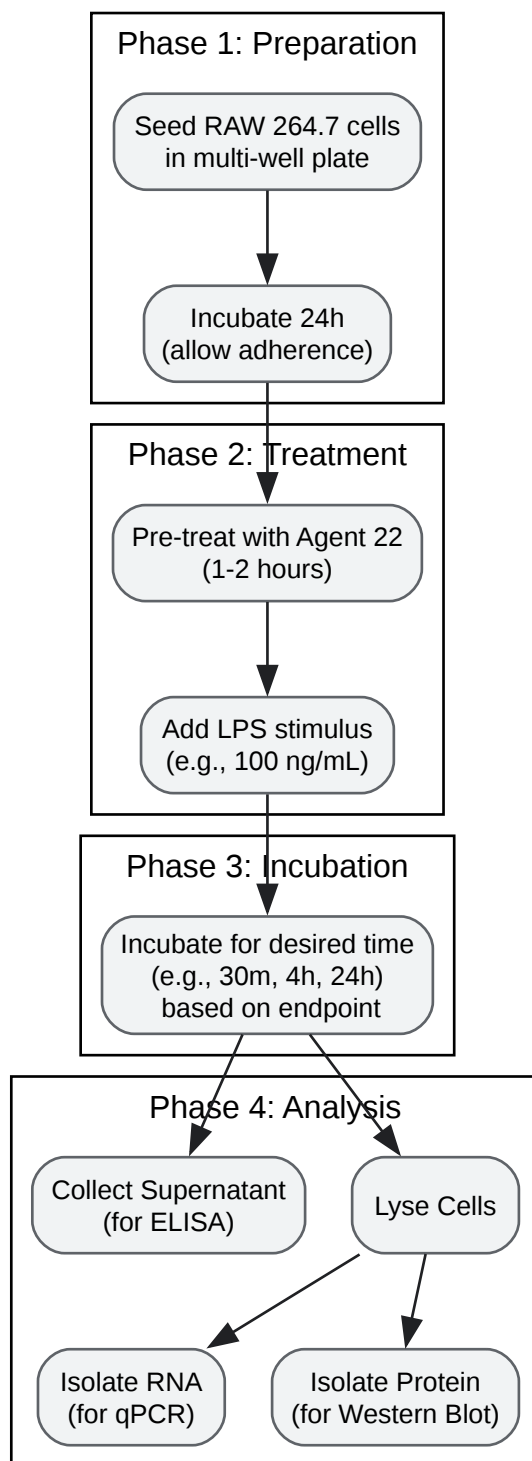 Phase 1: Preparation
Seed RAW 264.7 cells
in multi-well plate
Incubate 24h
(allow adherence)
Phase 2: Treatment
Pre-treat with Agent 22
(1-2 hours)
Add LPS stimulus
(e.g., 100 ng/mL)
Phase 3: Incubation
Incubate for desired time
(e.g., 30m, 4h, 24h)
based on endpoint
Phase 4: Analysis
Collect Supernatant
(for ELISA)
Lyse Cells
Isolate RNA
(for qPCR)
Isolate Protein
(for Western Blot)